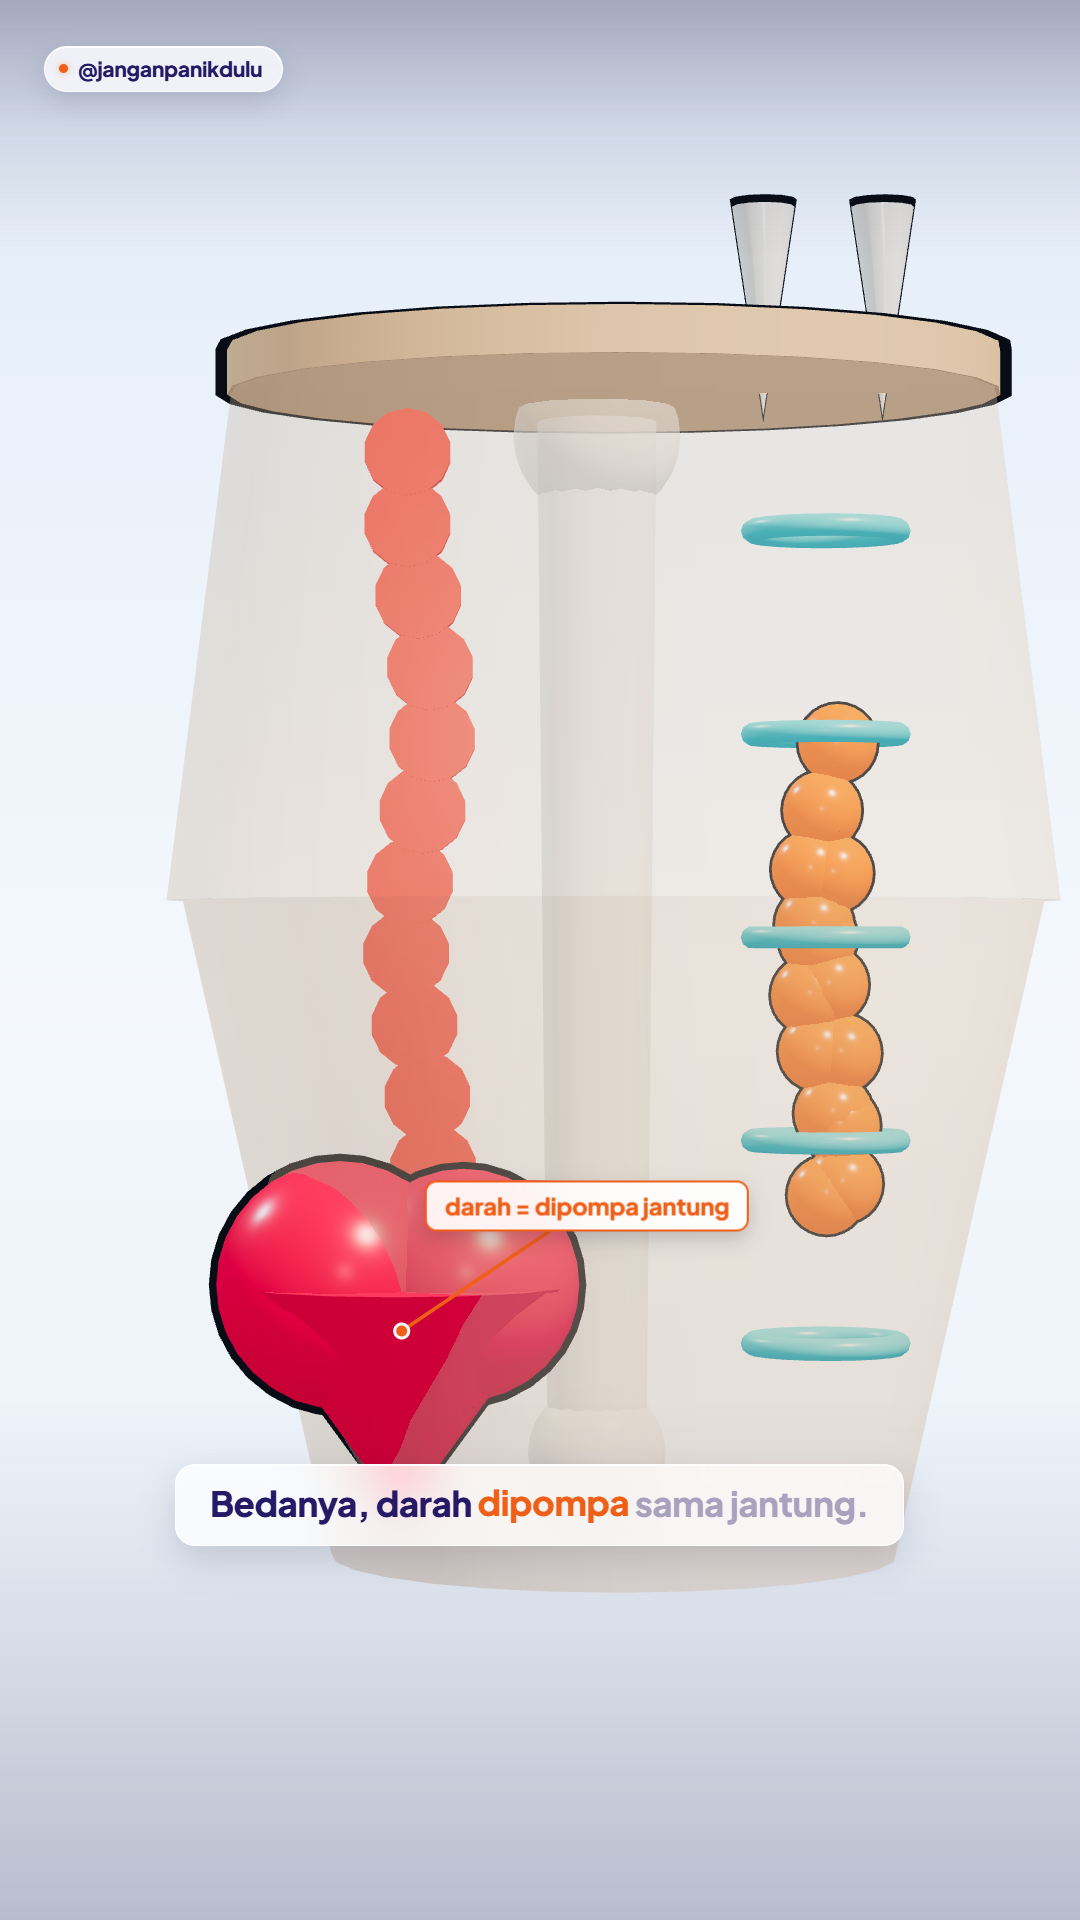 @janganpanikdulu
darah = dipompa jantung
Bedanya, darah dipompa sama jantung.